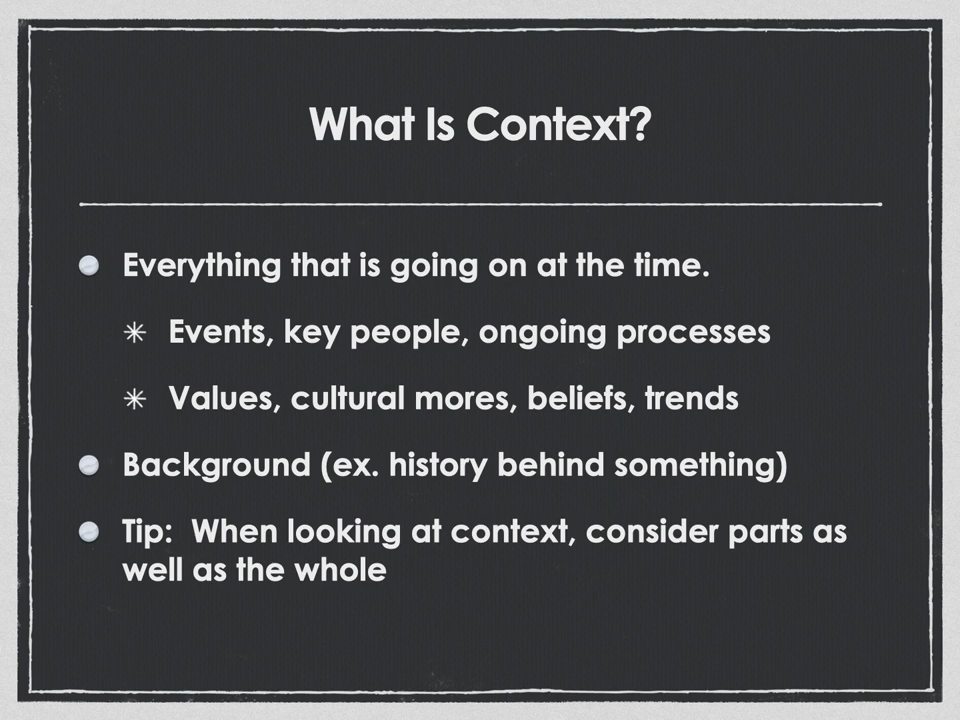 What Is Context?
Everything that is going on at the time.
Events, key people, ongoing processes
Values, cultural mores, beliefs, trends
Background (ex. history behind something)
Tip:  When looking at context, consider parts as
well as the whole